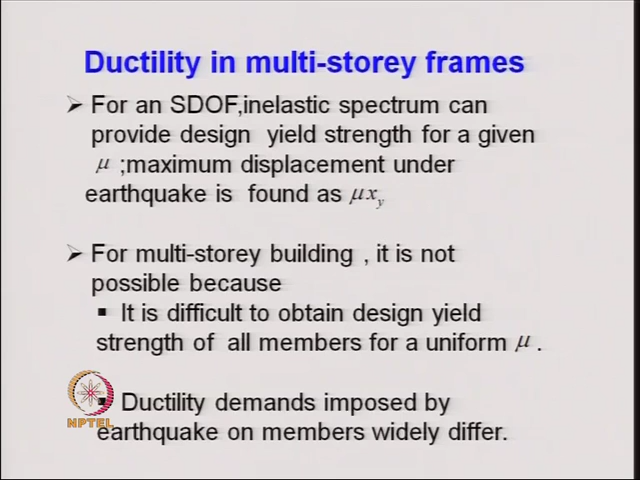 Ductility in multi-storey frames
➢ For an SDOF,inelastic spectrum can
provide design yield strength for a given
μ ;maximum displacement under
earthquake is found as μx_y
➢ For multi-storey building , it is not
possible because
▪ It is difficult to obtain design yield
strength of all members for a uniform μ .
▪ Ductility demands imposed by
earthquake on members widely differ.
NPTEL